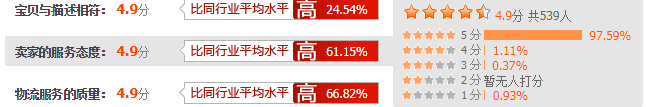 宝贝与描述相符： 4.9分 比同行业平均水平 高 24.54%
卖家的服务态度： 4.9分 比同行业平均水平 高 61.15%
物流服务的质量： 4.9分 比同行业平均水平 高 66.82%
4.9分 共539人
5分 97.59%
4分 1.11%
3分 0.37%
2分 暂无人打分
1分 0.93%